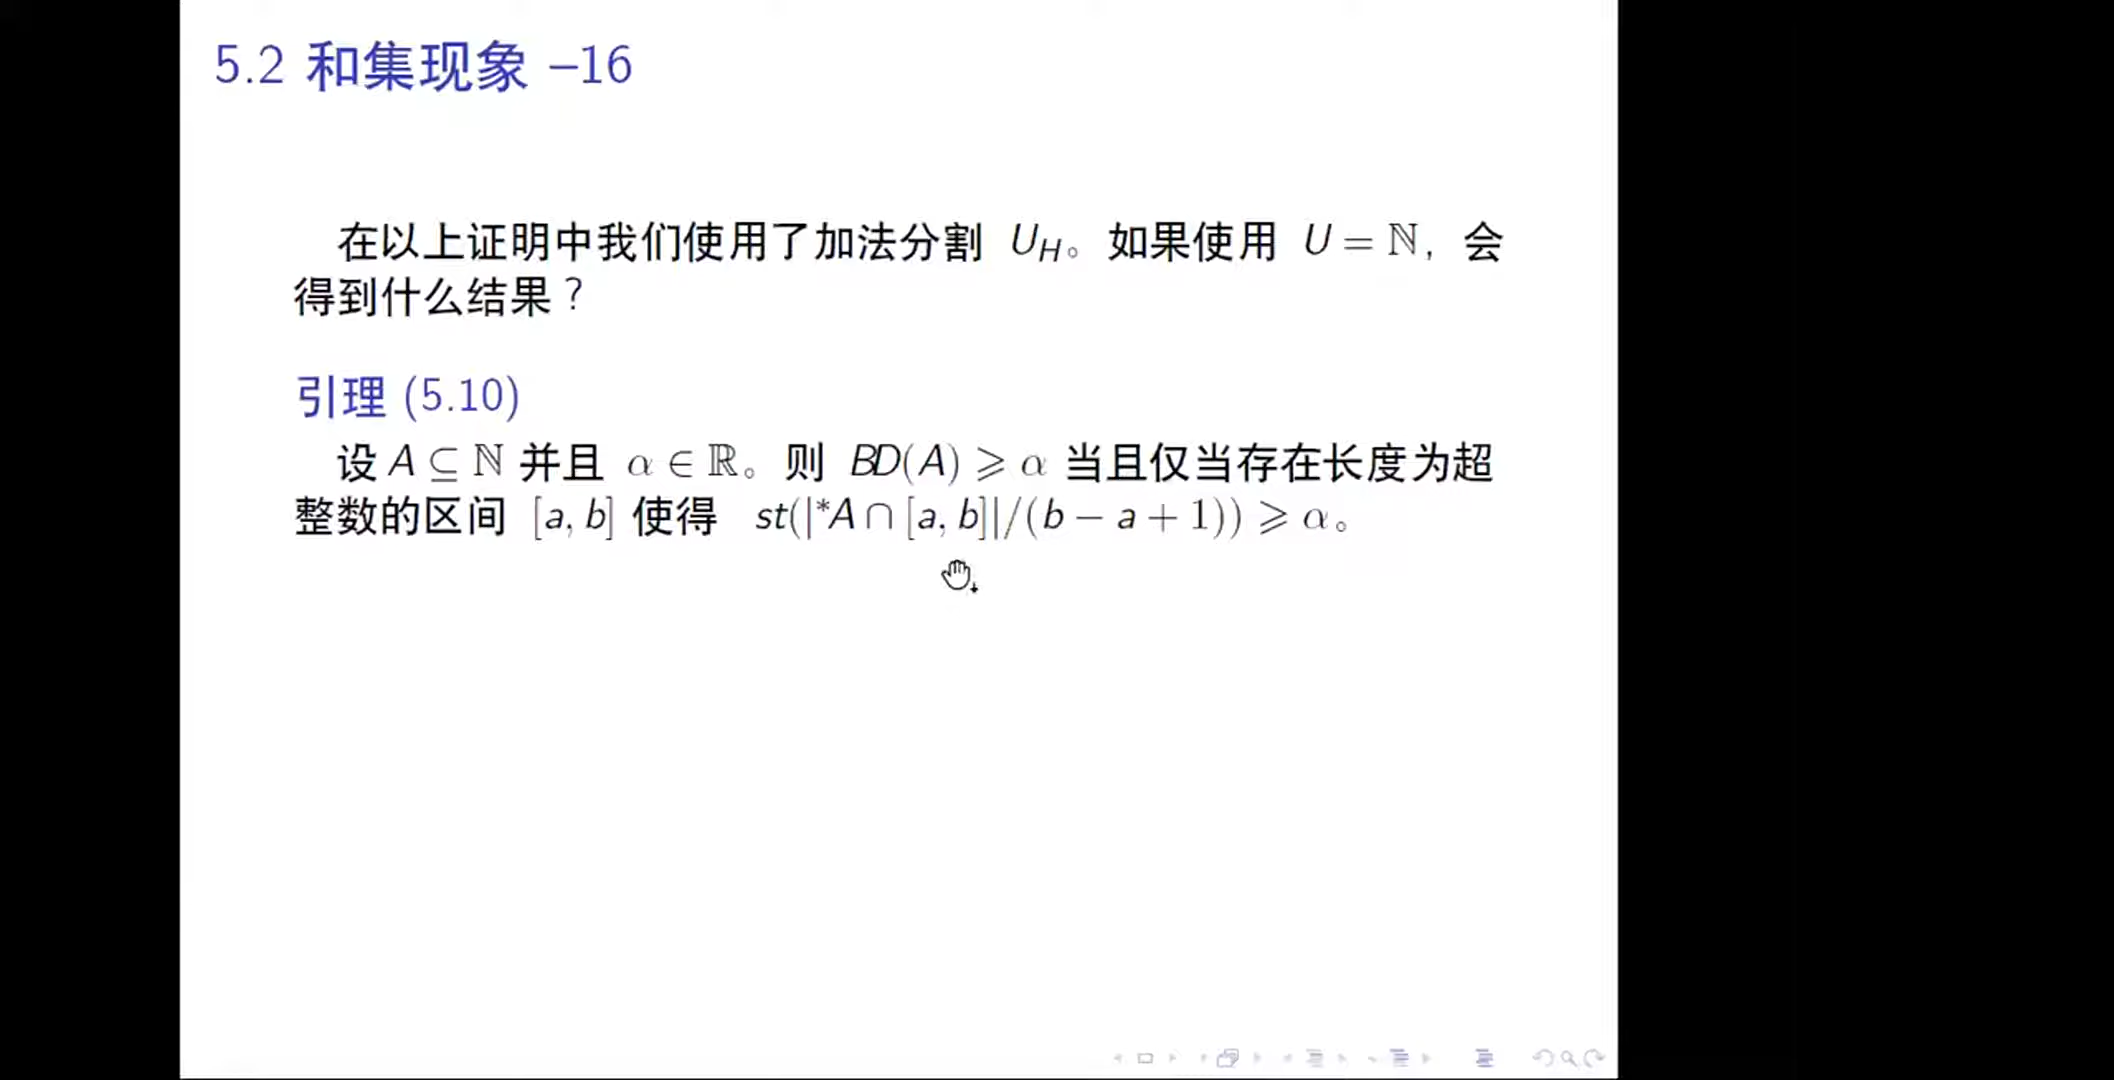 5.2 和集现象 –16
在以上证明中我们使用了加法分割 U_H。如果使用 U = ℕ, 会
得到什么结果?
引理 (5.10)
设 A ⊆ ℕ 并且 α ∈ ℝ。则 BD(A) ⩾ α 当且仅当存在长度为超
整数的区间 [a, b] 使得 st(|*A ∩ [a, b]|/(b − a + 1)) ⩾ α。